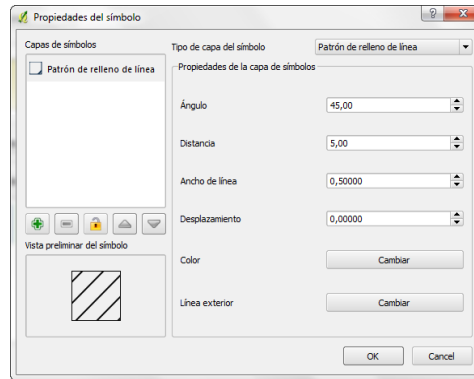 Propiedades del símbolo
Capas de símbolos
Patrón de relleno de línea
Vista preliminar del símbolo
Tipo de capa del símbolo Patrón de relleno de línea
Propiedades de la capa de símbolos
Ángulo 45,00
Distancia 5,00
Ancho de línea 0,50000
Desplazamiento 0,00000
Color Cambiar
Línea exterior Cambiar
OK Cancel